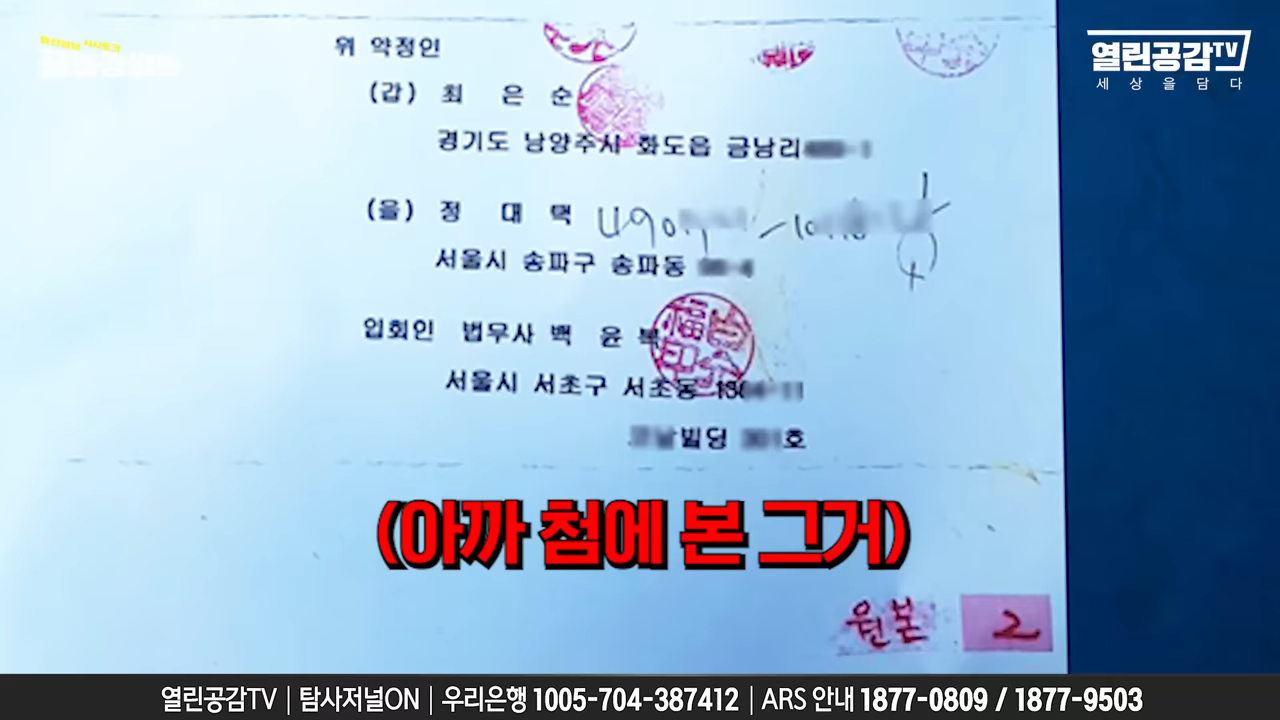 열린공감TV
세상을담다
위 약정인
(갑) 최 은 순
경기도 남양주시 화도읍 금남리
(을) 정 대 택
서울시 송파구 송파동
입회인 법무사 백 윤 복
서울시 서초구 서초동
빌딩 호
(아까 첨에 본 그거)
원본 2
열린공감TV | 탐사저널ON | 우리은행 1005-704-387412 | ARS 안내 1877-0809 / 1877-9503